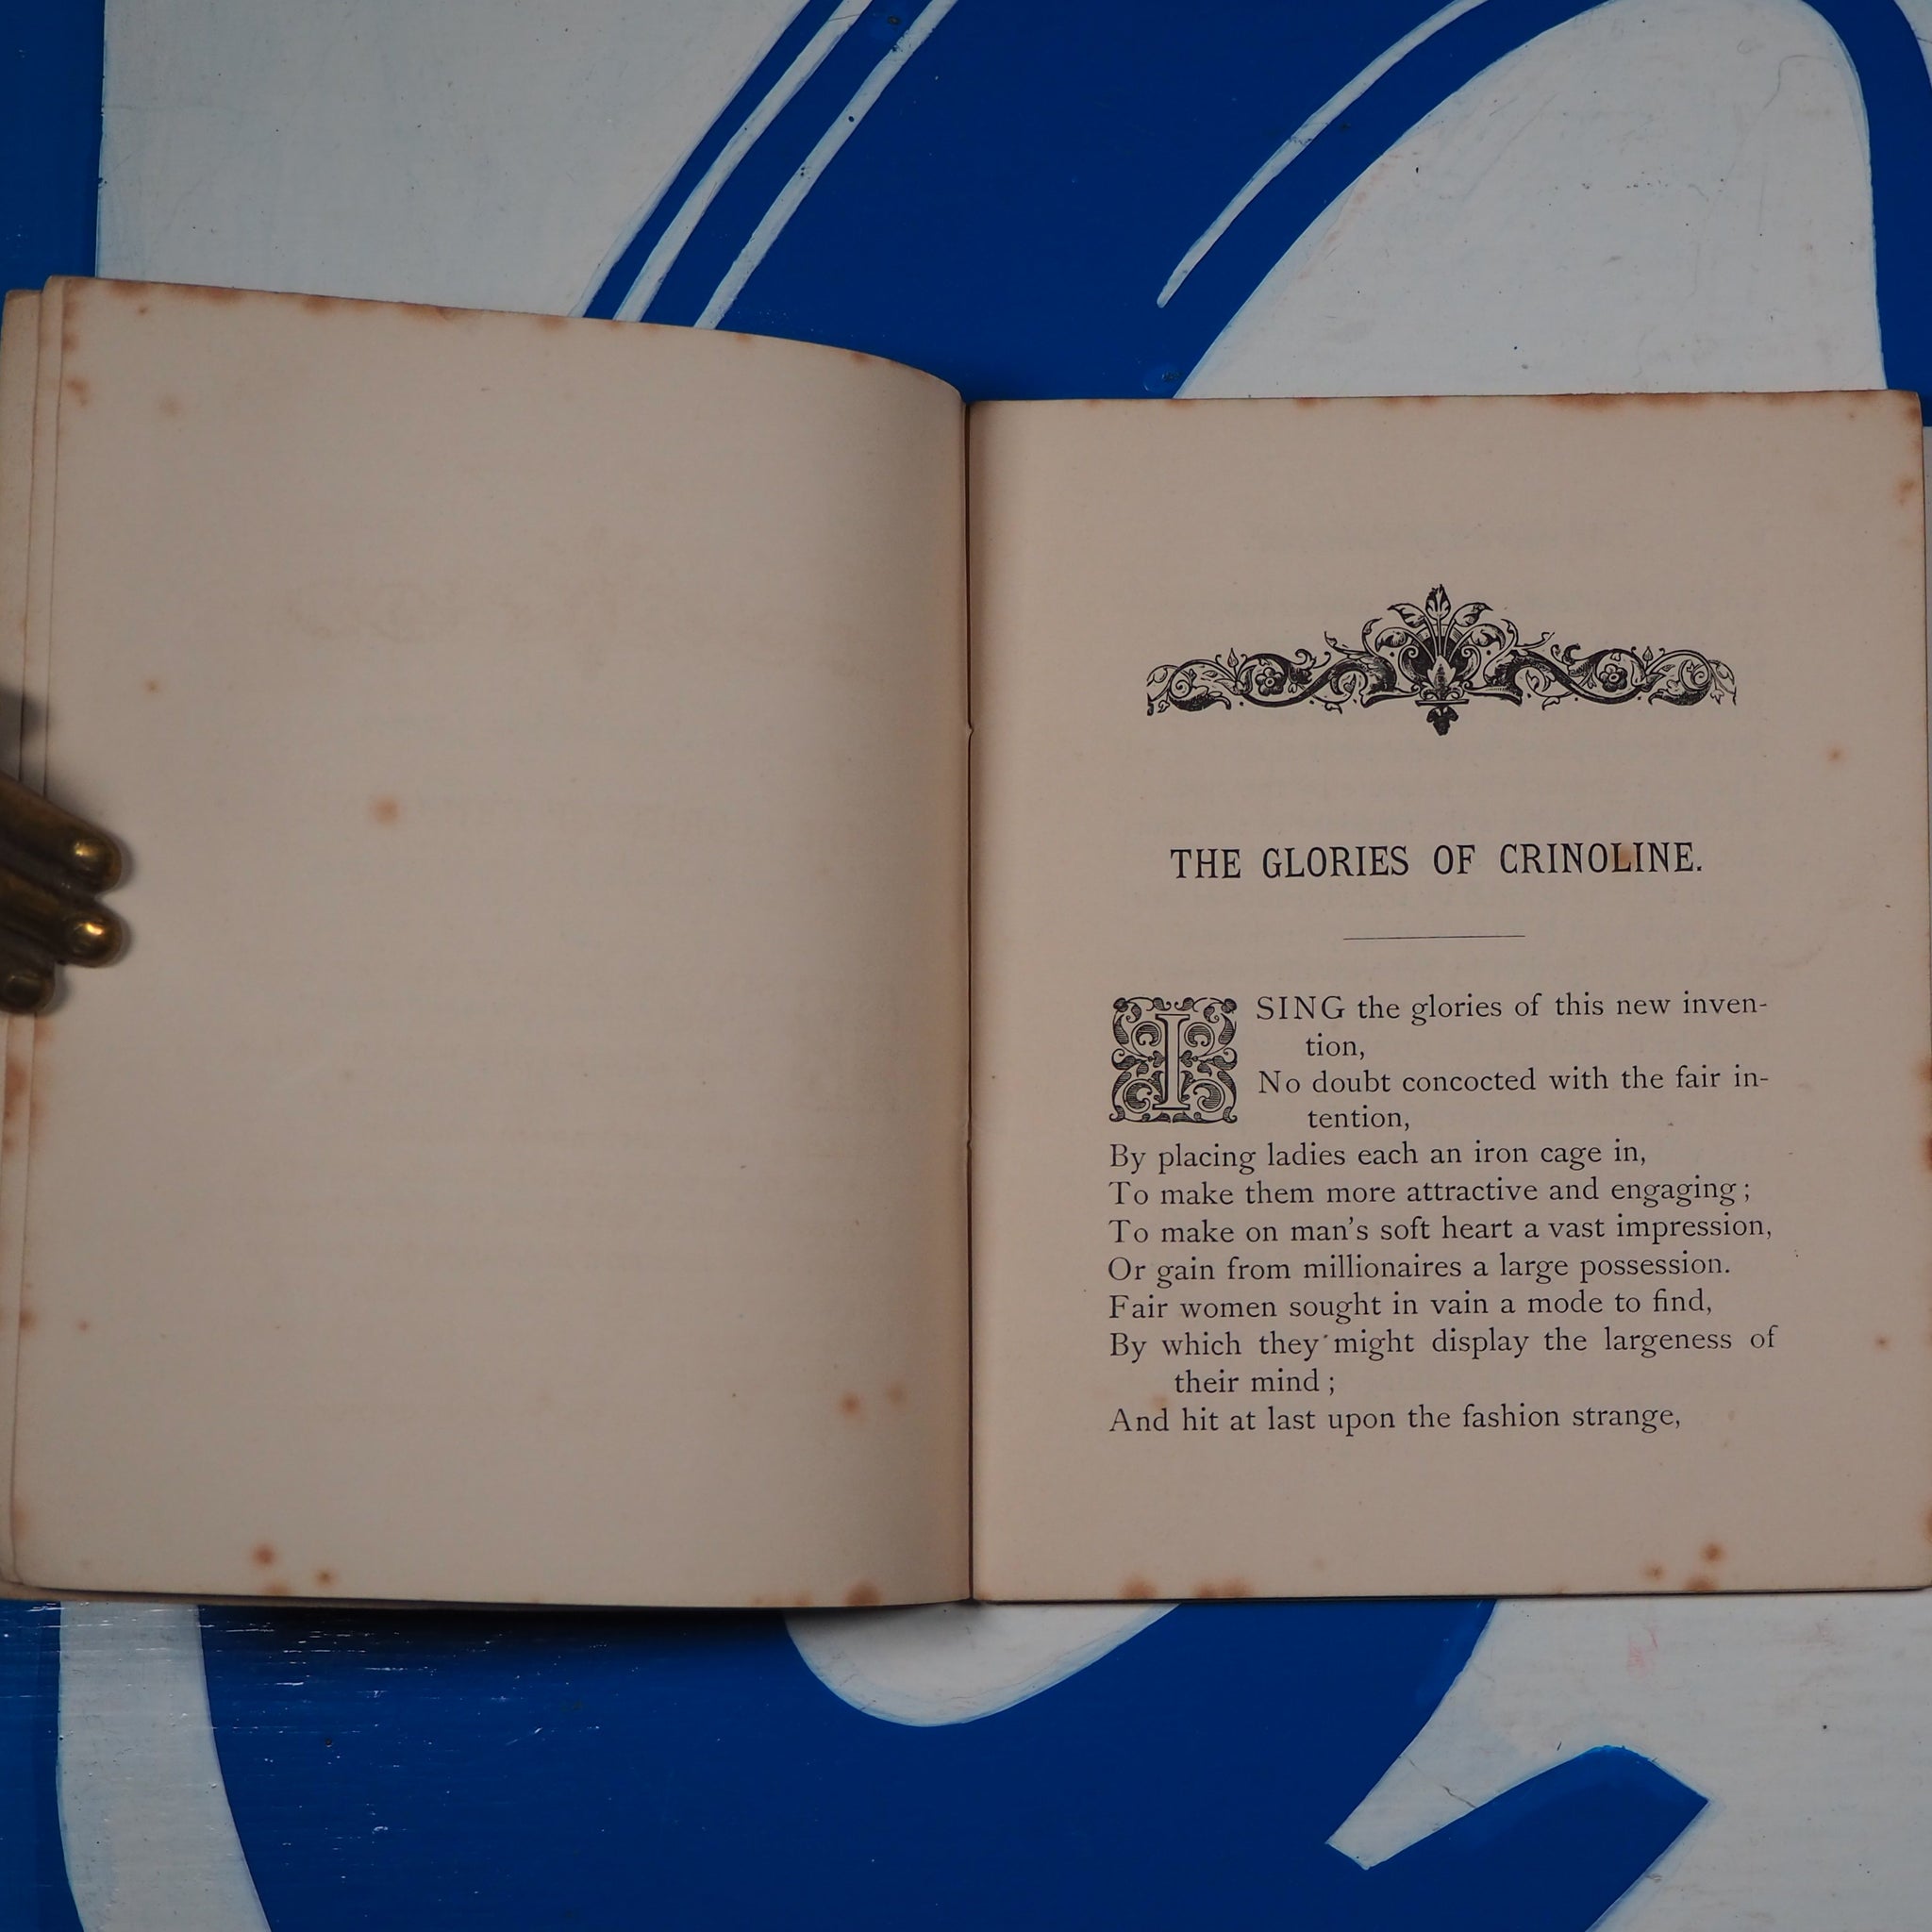 THE GLORIES OF CRINOLINE.
I SING the glories of this new inven-
tion,
No doubt concocted with the fair in-
tention,
By placing ladies each an iron cage in,
To make them more attractive and engaging;
To make on man's soft heart a vast impression,
Or gain from millionaires a large possession.
Fair women sought in vain a mode to find,
By which they might display the largeness of
their mind;
And hit at last upon the fashion strange,